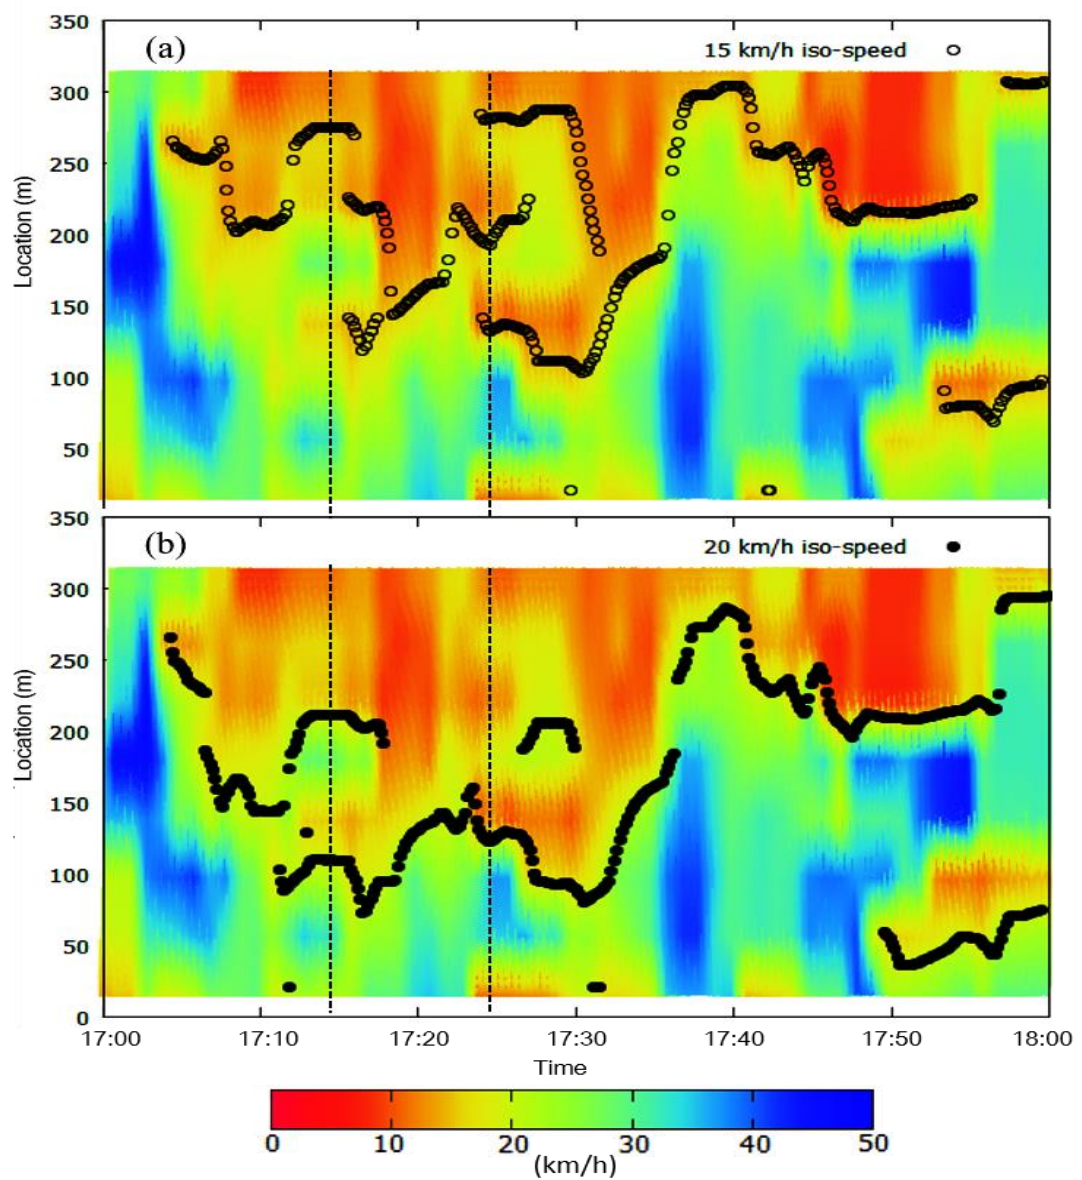 350
(a)
15 km/h iso-speed
300
250
200
150
100
50
Location (m)
350
(b)
20 km/h iso-speed
300
250
200
150
100
50
0
Location (m)
17:00 17:10 17:20 17:30 17:40 17:50 18:00
Time
0 10 20 30 40 50
(km/h)